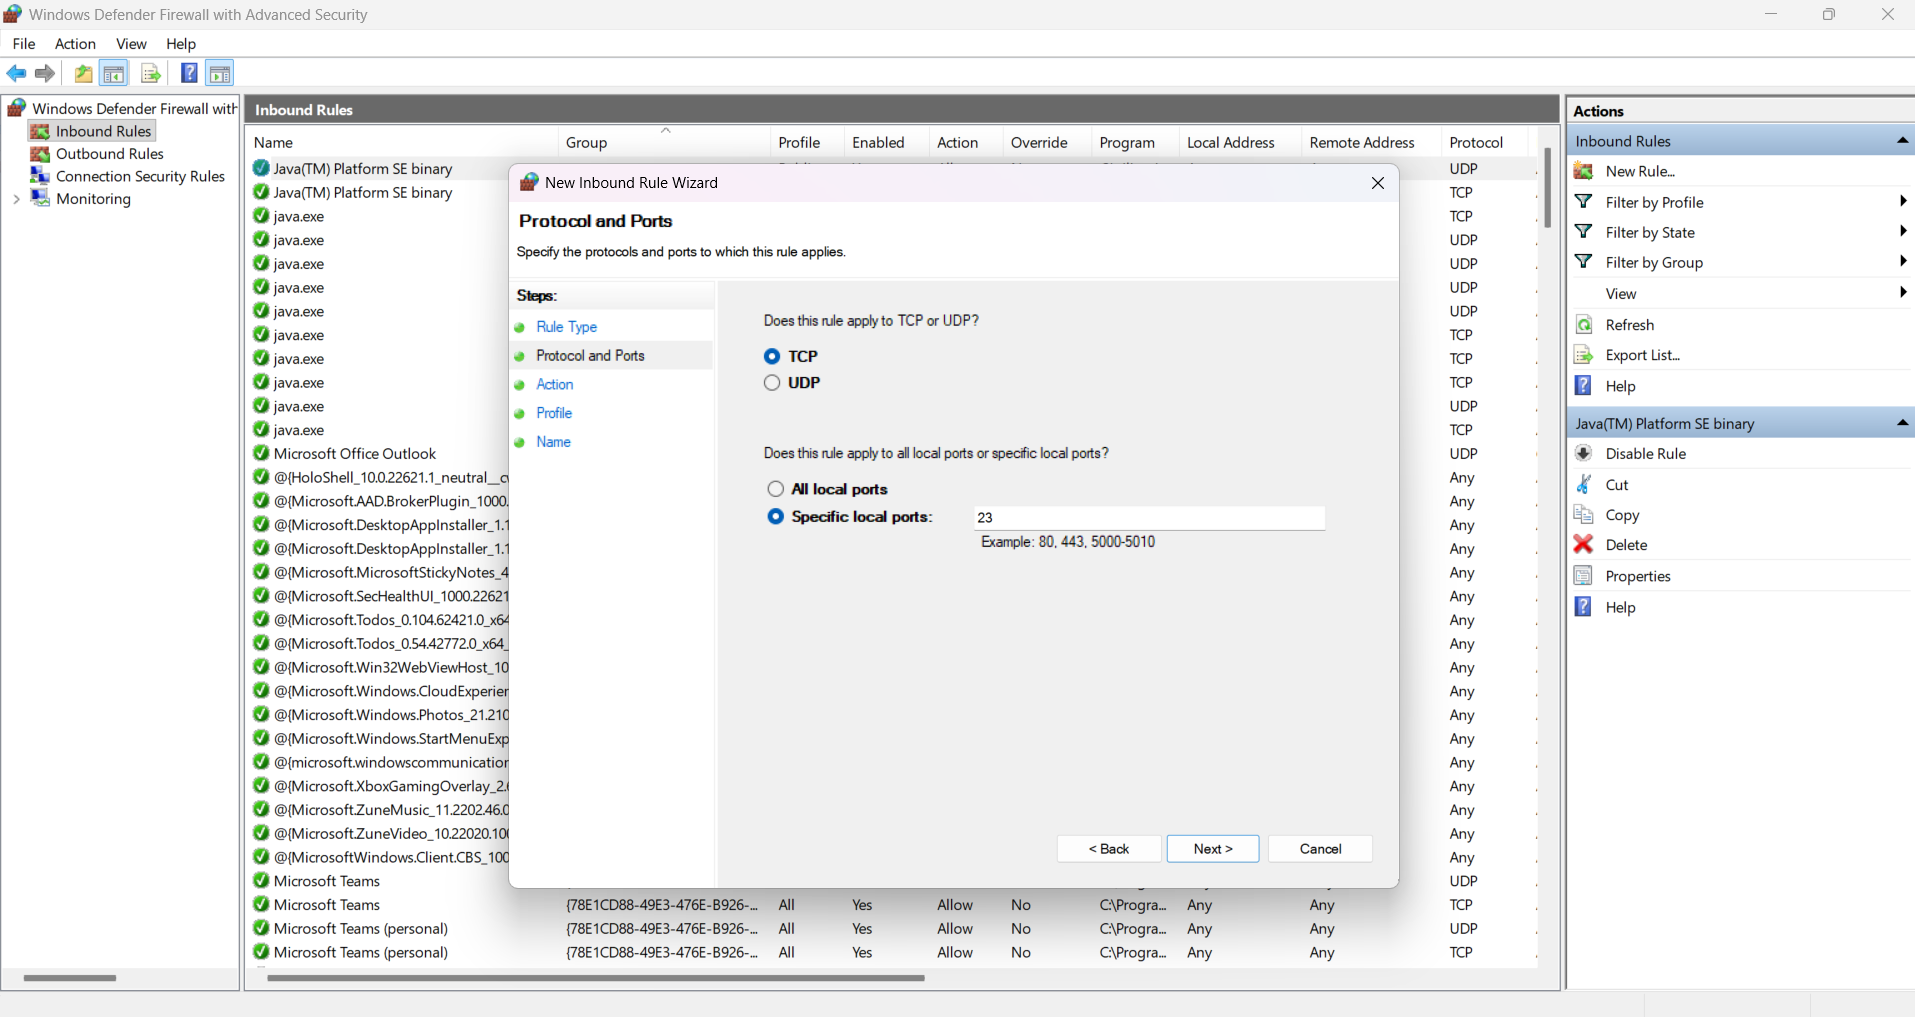 Windows Defender Firewall with Advanced Security
File Action View Help
Windows Defender Firewall with
Inbound Rules
Outbound Rules
Connection Security Rules
Monitoring
Inbound Rules
Name Group Profile Enabled Action Override Program Local Address Remote Address Protocol
Java(TM) Platform SE binary UDP
Java(TM) Platform SE binary TCP
java.exe TCP
java.exe UDP
java.exe UDP
java.exe UDP
java.exe UDP
java.exe TCP
java.exe TCP
java.exe TCP
java.exe UDP
java.exe TCP
Microsoft Office Outlook UDP
@{HoloShell_10.0.22621.1_neutral__cw Any
@{Microsoft.AAD.BrokerPlugin_1000. Any
@{Microsoft.DesktopAppInstaller_1.1 Any
@{Microsoft.DesktopAppInstaller_1.1 Any
@{Microsoft.MicrosoftStickyNotes_4 Any
@{Microsoft.SecHealthUI_1000.22621 Any
@{Microsoft.Todos_0.104.62421.0_x64 Any
@{Microsoft.Todos_0.54.42772.0_x64_ Any
@{Microsoft.Win32WebViewHost_10 Any
@{Microsoft.Windows.CloudExperien Any
@{Microsoft.Windows.Photos_21.210 Any
@{Microsoft.Windows.StartMenuExp Any
@{microsoft.windowscommunication Any
@{Microsoft.XboxGamingOverlay_2. Any
@{Microsoft.ZuneMusic_11.2202.46.0 Any
@{Microsoft.ZuneVideo_10.22020.100 Any
@{MicrosoftWindows.Client.CBS_100 Any
Microsoft Teams UDP
Microsoft Teams {78E1CD88-49E3-476E-B926-... All Yes Allow No C:\Progra... Any Any TCP
Microsoft Teams (personal) {78E1CD88-49E3-476E-B926-... All Yes Allow No C:\Progra... Any Any UDP
Microsoft Teams (personal) {78E1CD88-49E3-476E-B926-... All Yes Allow No C:\Progra... Any Any TCP
New Inbound Rule Wizard
Protocol and Ports
Specify the protocols and ports to which this rule applies.
Steps:
Rule Type
Protocol and Ports
Action
Profile
Name
Does this rule apply to TCP or UDP?
TCP
UDP
Does this rule apply to all local ports or specific local ports?
All local ports
Specific local ports: 23
Example: 80, 443, 5000-5010
< Back Next > Cancel
Actions
Inbound Rules
New Rule...
Filter by Profile
Filter by State
Filter by Group
View
Refresh
Export List...
Help
Java(TM) Platform SE binary
Disable Rule
Cut
Copy
Delete
Properties
Help